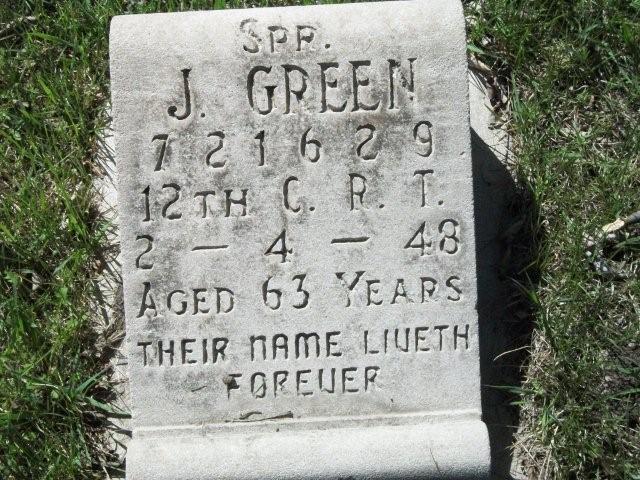 SPR.
J. GREEN
721629
12TH C. R. T.
2 - 4 - 48
AGED 63 YEARS
THEIR NAME LIVETH
FOREVER